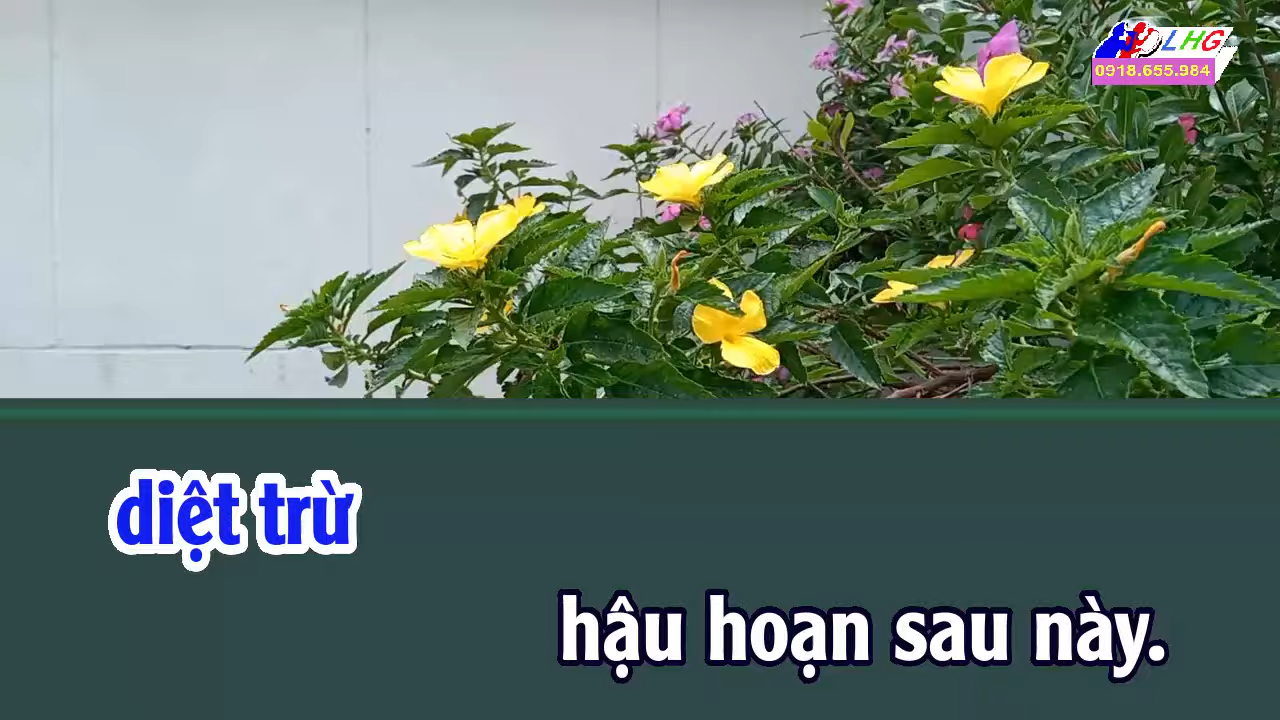 LHG
0918.655.984
diệt trừ
hậu hoạn sau này.